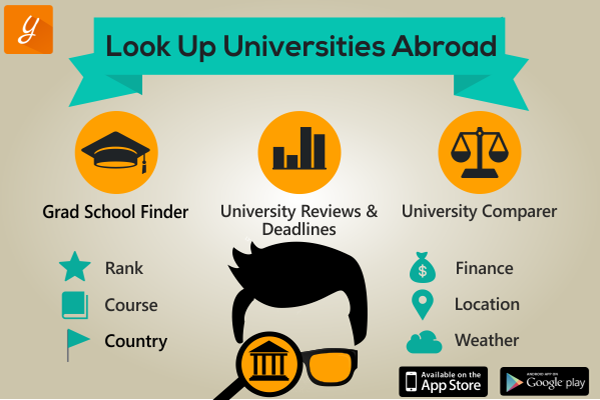 y
Look Up Universities Abroad
Grad School Finder
University Reviews &
Deadlines
University Comparer
Rank
Course
Country
$
Finance
Location
Weather
Available on the
App Store
ANDROID APP ON
Google play